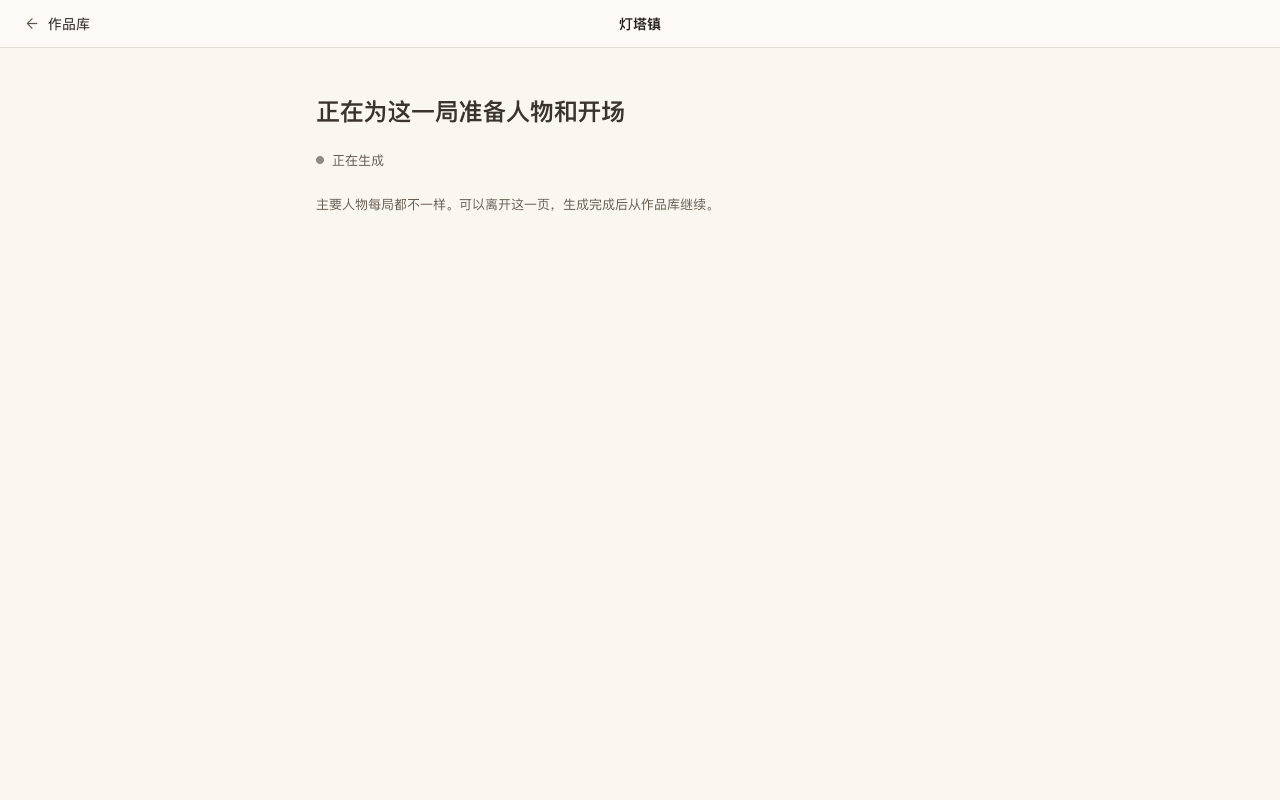 作品库
灯塔镇
正在为这一局准备人物和开场
正在生成
主要人物每局都不一样。可以离开这一页，生成完成后从作品库继续。